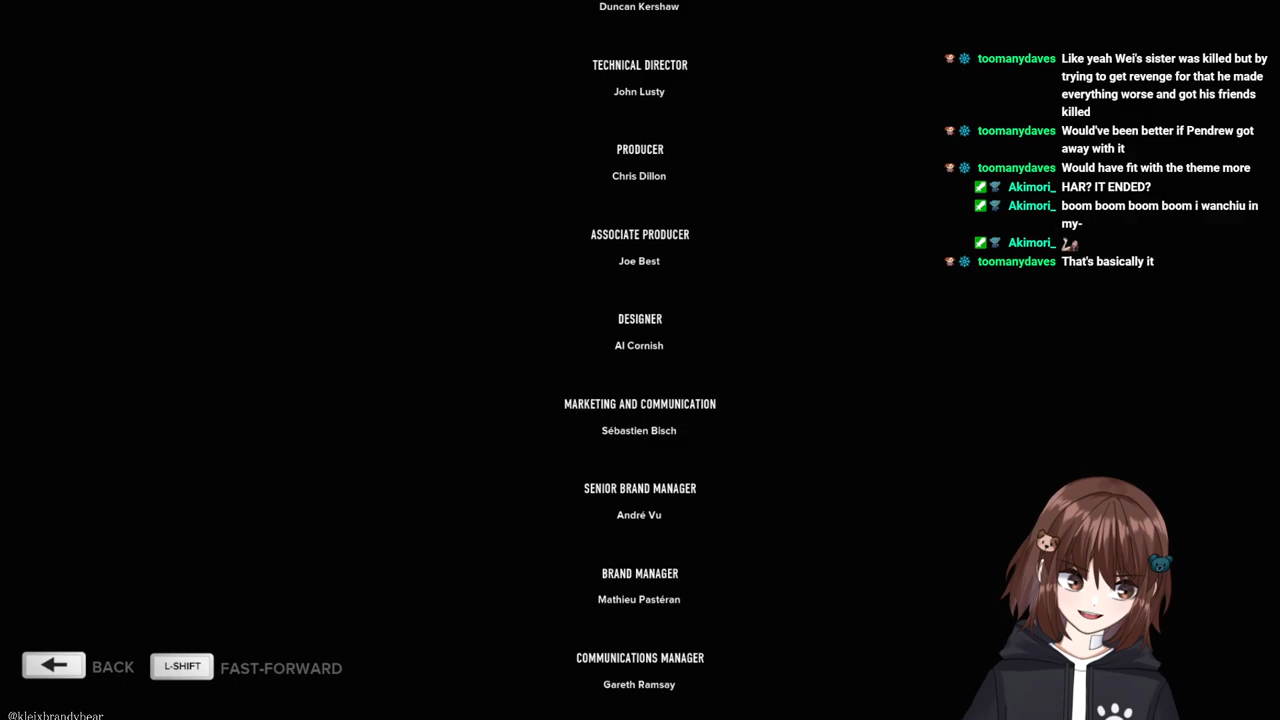 Duncan Kershaw
TECHNICAL DIRECTOR
John Lusty
PRODUCER
Chris Dillon
ASSOCIATE PRODUCER
Joe Best
DESIGNER
Al Cornish
MARKETING AND COMMUNICATION
Sébastien Bisch
SENIOR BRAND MANAGER
André Vu
BRAND MANAGER
Mathieu Pastéran
COMMUNICATIONS MANAGER
Gareth Ramsay
toomanydaves Like yeah Wei's sister was killed but by
trying to get revenge for that he made
everything worse and got his friends
killed
toomanydaves Would've been better if Pendrew got
away with it
toomanydaves Would have fit with the theme more
Akimori_ HAR? IT ENDED?
Akimori_ boom boom boom boom i wanchiu in
my-
Akimori_
toomanydaves That's basically it
BACK L-SHIFT FAST-FORWARD
@kleixbrandybear